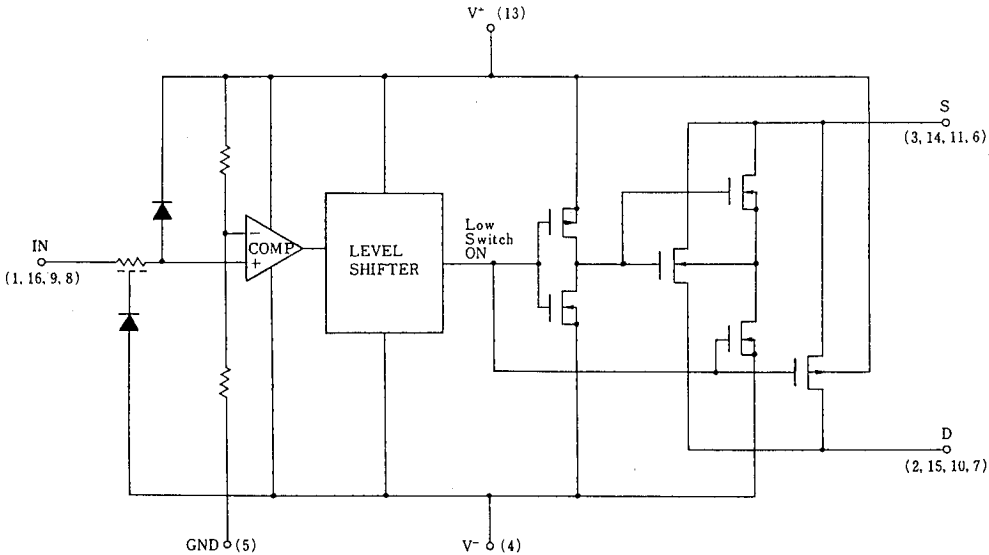 V⁺ (13)
S
(3, 14, 11, 6)
Low
Switch
ON
IN
(1, 16, 9, 8)
−
COMP
+
LEVEL
SHIFTER
D
(2, 15, 10, 7)
GND (5)
V⁻ (4)